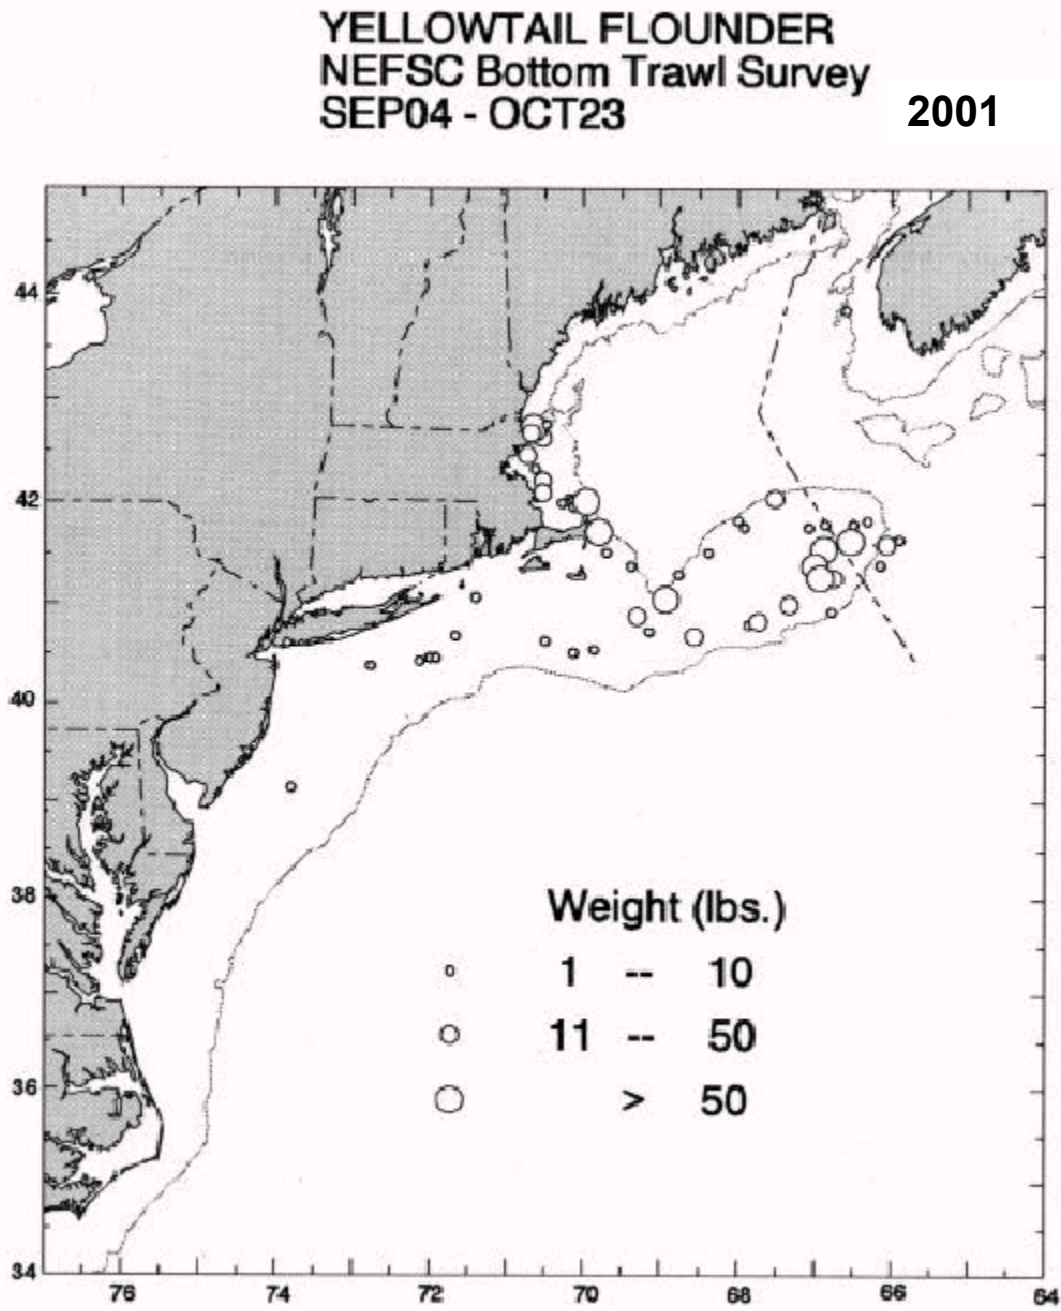 YELLOWTAIL FLOUNDER
NEFSC Bottom Trawl Survey
SEP04 - OCT23
2001
44
42
40
38
36
34
Weight (lbs.)
1 -- 10
11 -- 50
> 50
76 74 72 70 68 66 64